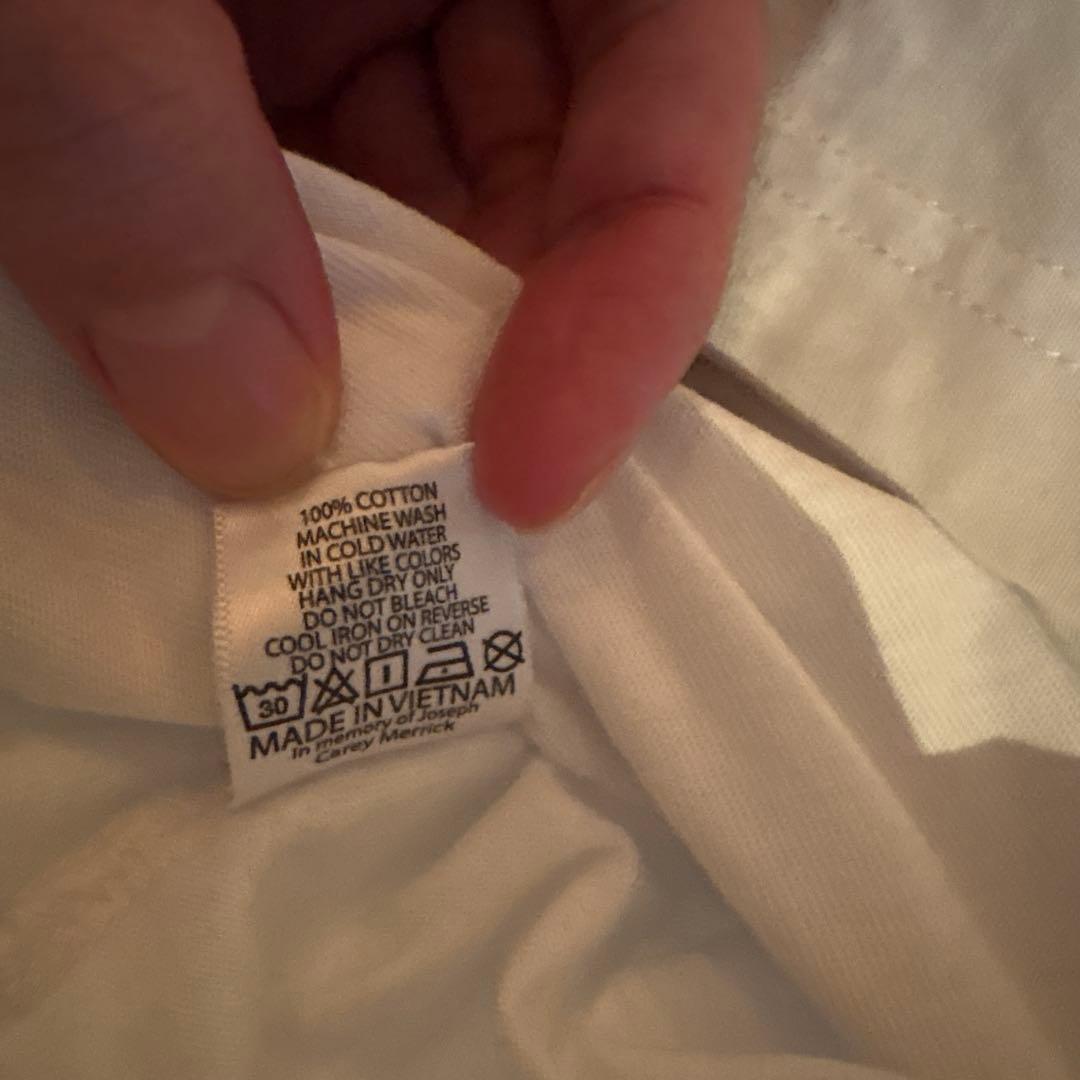 100% COTTON
MACHINE WASH
IN COLD WATER
WITH LIKE COLORS
HANG DRY ONLY
DO NOT BLEACH
COOL IRON ON REVERSE
DO NOT DRY CLEAN
30
MADE IN VIETNAM
In memory of Joseph
Carey Merrick